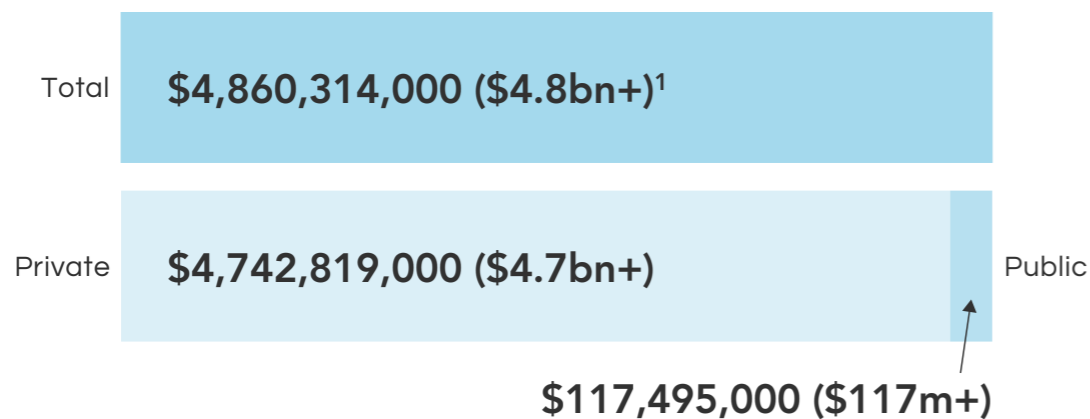 Total
$4,860,314,000 ($4.8bn+)¹
Private
$4,742,819,000 ($4.7bn+)
Public
$117,495,000 ($117m+)